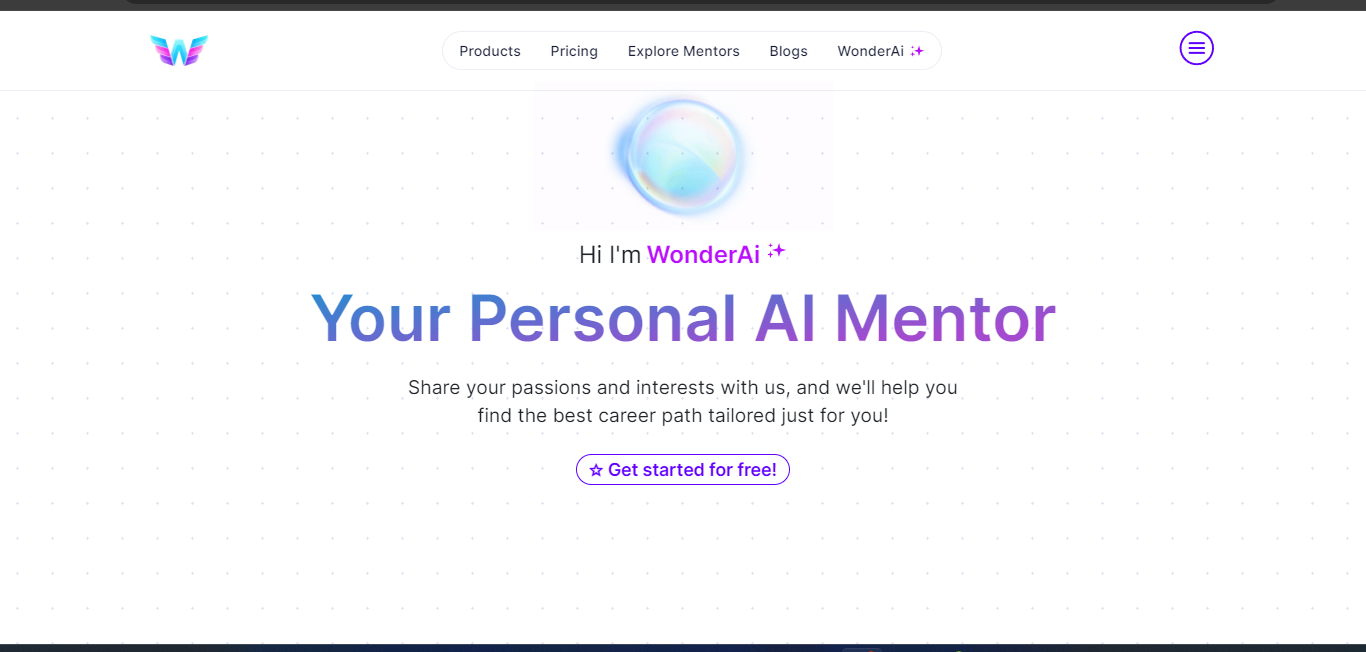 W
Products Pricing Explore Mentors Blogs WonderAi
Hi I'm WonderAi
Your Personal AI Mentor
Share your passions and interests with us, and we'll help you
find the best career path tailored just for you!
Get started for free!